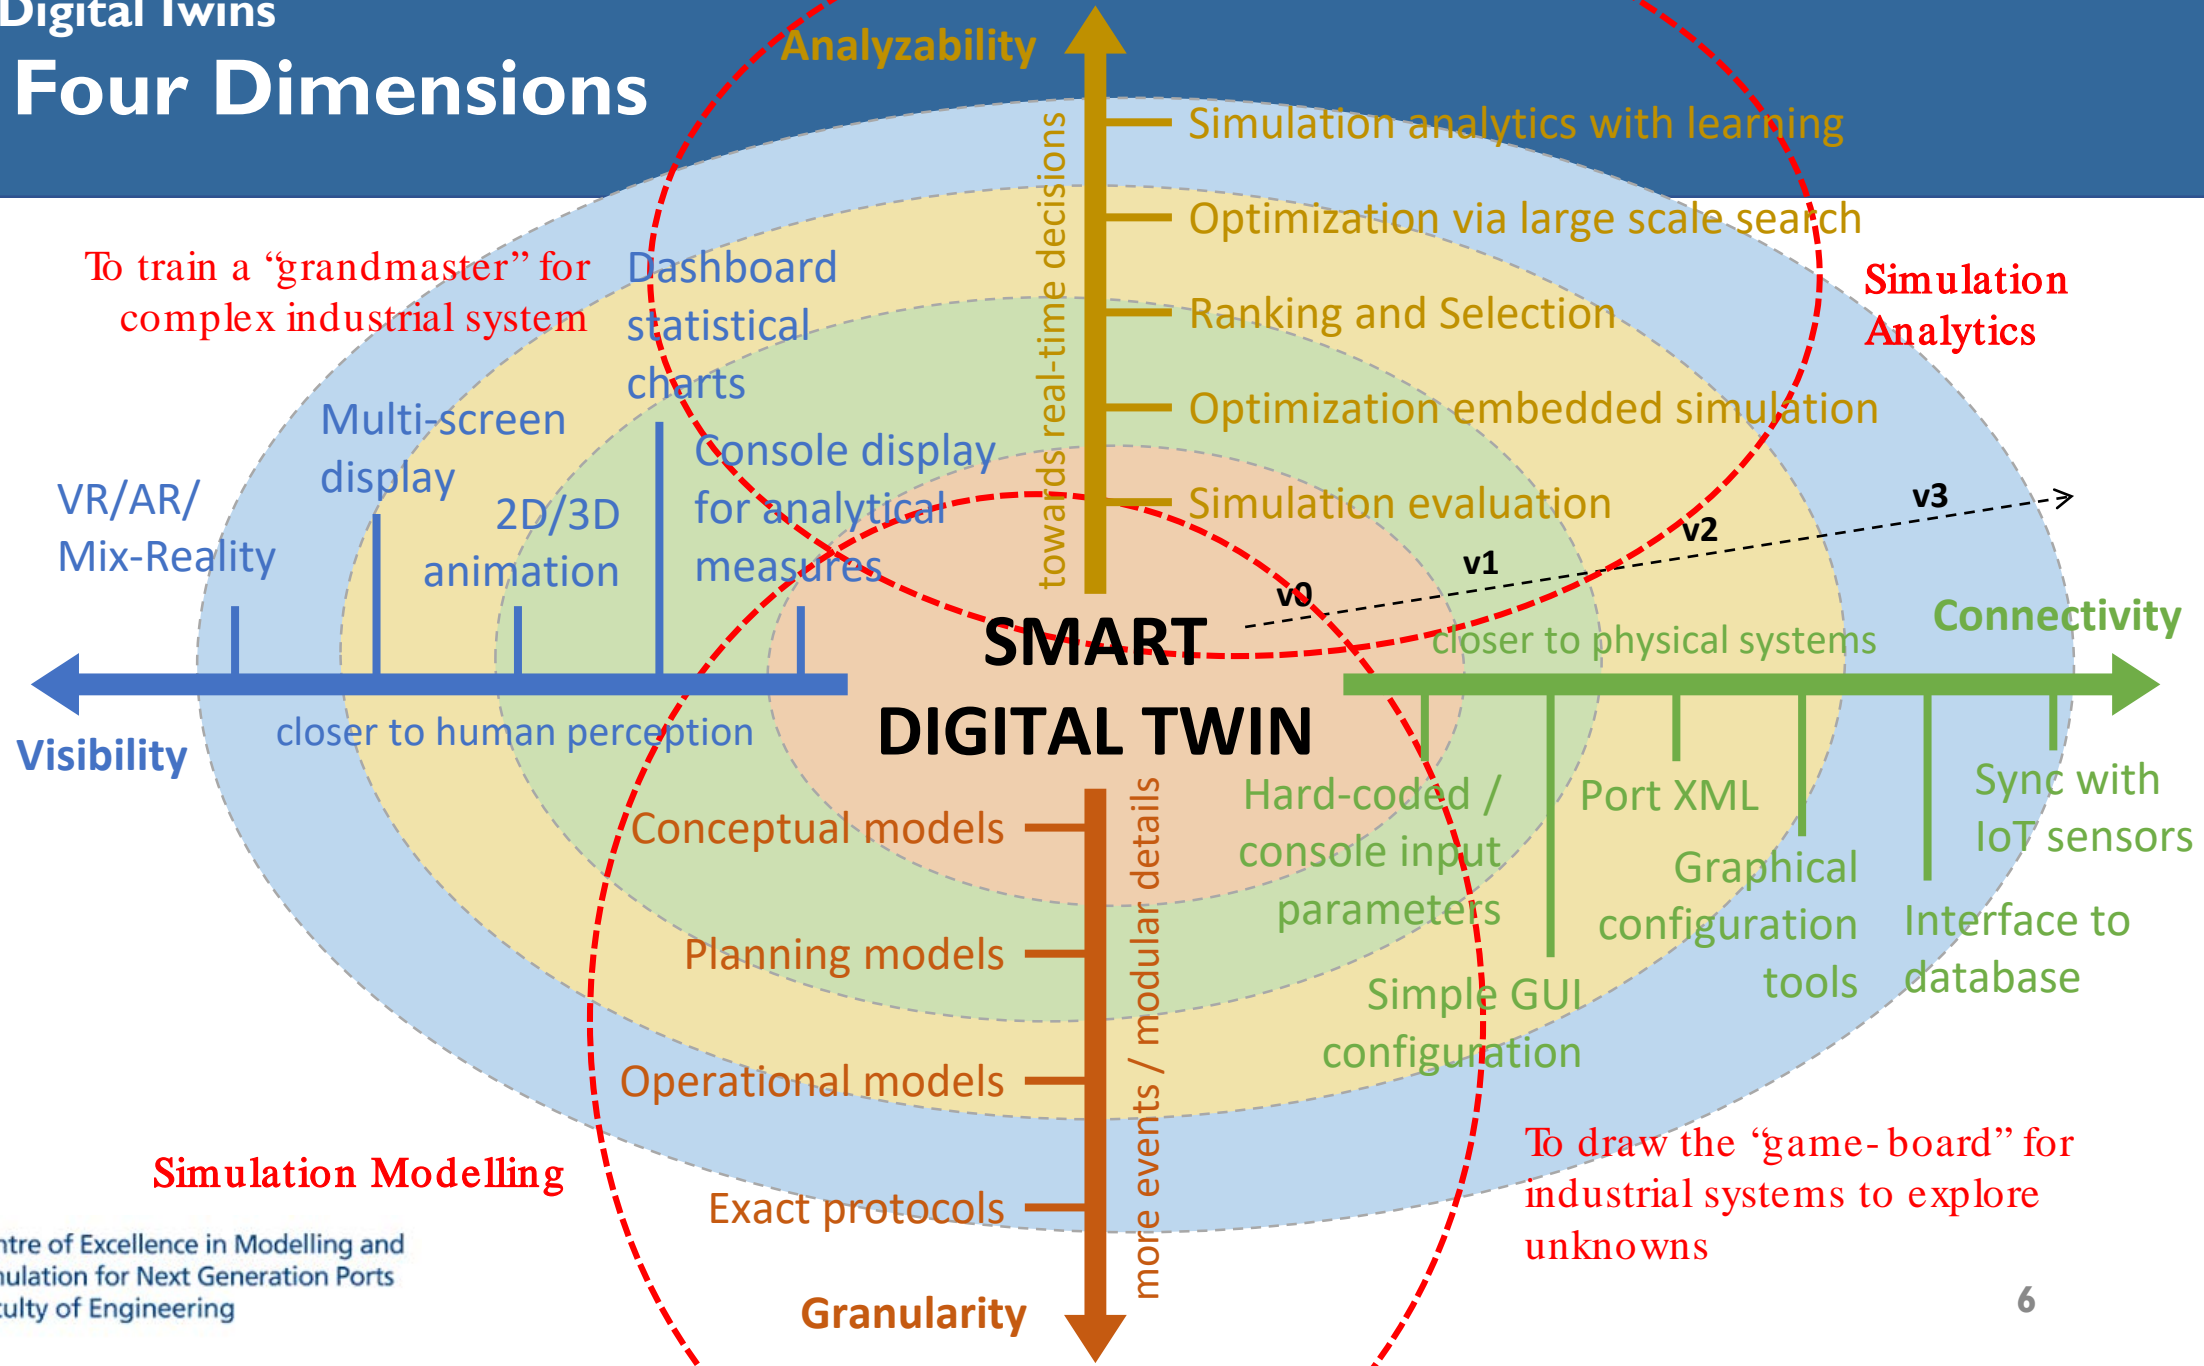 Digital Twins
Four Dimensions
Analyzability
Simulation analytics with learning
Optimization via large scale search
Ranking and Selection
Optimization embedded simulation
Simulation evaluation
towards real-time decisions
To train a “grandmaster” for
complex industrial system
Simulation
Analytics
Dashboard
statistical
charts
Multi-screen
display
Console display
for analytical
measures
VR/AR/
Mix-Reality
2D/3D
animation
v0
v1
v2
v3
SMART
DIGITAL TWIN
Connectivity
closer to physical systems
Visibility
closer to human perception
Hard-coded /
console input
parameters
Port XML
Sync with
IoT sensors
Graphical
configuration
tools
Interface to
database
Simple GUI
configuration
Conceptual models
Planning models
Operational models
Exact protocols
more events / modular details
Granularity
Simulation Modelling
To draw the “game-board” for
industrial systems to explore
unknowns
ntre of Excellence in Modelling and
ulation for Next Generation Ports
ulty of Engineering
6